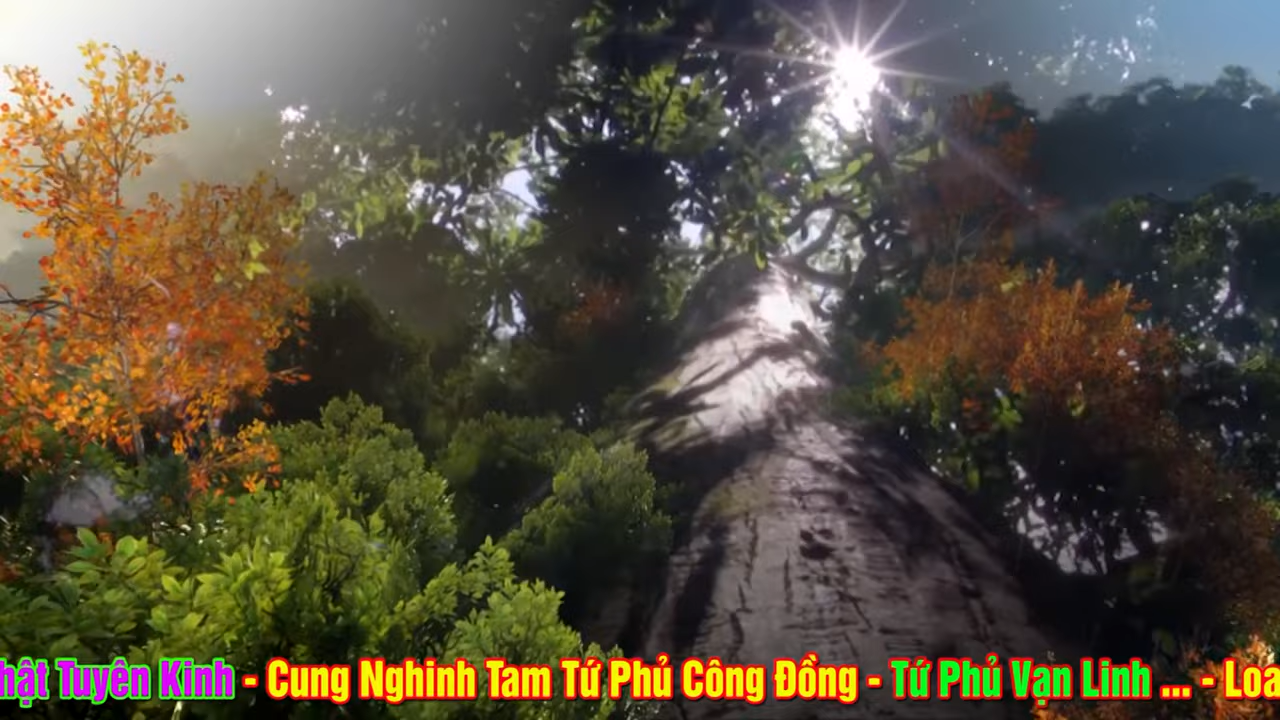 hật Tuyên Kinh - Cung Nghinh Tam Tứ Phủ Công Đồng - Tứ Phủ Vạn Linh ... - Loa